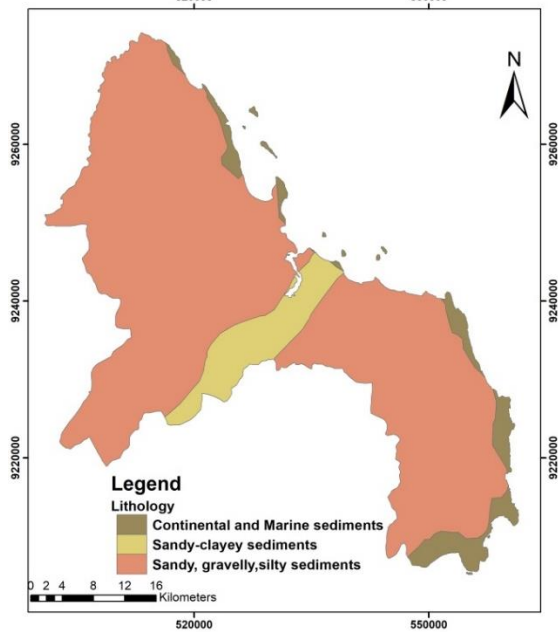 N
9260000
9260000
9240000
9240000
9220000
9220000
Legend
Lithology
Continental and Marine sediments
Sandy-clayey sediments
Sandy, gravelly,silty sediments
0 2 4 8 12 16
Kilometers
520000
550000